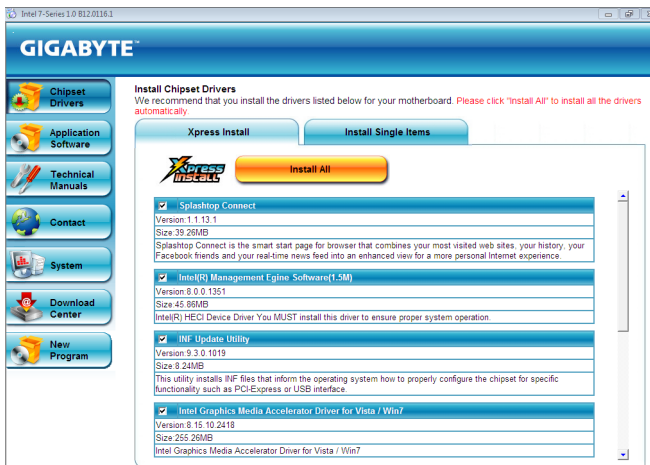 Intel 7-Series 1.0 B12.0116.1
GIGABYTE™
Chipset
Drivers
Application
Software
Technical
Manuals
Contact
System
Download
Center
New
Program
Install Chipset Drivers
We recommend that you install the drivers listed below for your motherboard. Please click "Install All" to install all the drivers
automatically.
Xpress Install
Install Single Items
Xpress
Install
Install All
Splashtop Connect
Version:1.1.13.1
Size:39.26MB
Splashtop Connect is the smart start page for browser that combines your most visited web sites, your history, your
Facebook friends and your real-time news feed into an enhanced view for a more personal Internet experience.
Intel(R) Management Egine Software(1.5M)
Version:8.0.0.1351
Size:45.86MB
Intel(R) HECI Device Driver You MUST install this driver to ensure proper system operation.
INF Update Utility
Version:9.3.0.1019
Size:8.24MB
This utility installs INF files that inform the operating system how to properly configure the chipset for specific
functionality such as PCI-Express or USB interface.
Intel Graphics Media Accelerator Driver for Vista / Win7
Version:8.15.10.2418
Size:255.26MB
Intel Graphics Media Accelerator Driver for Vista / Win7